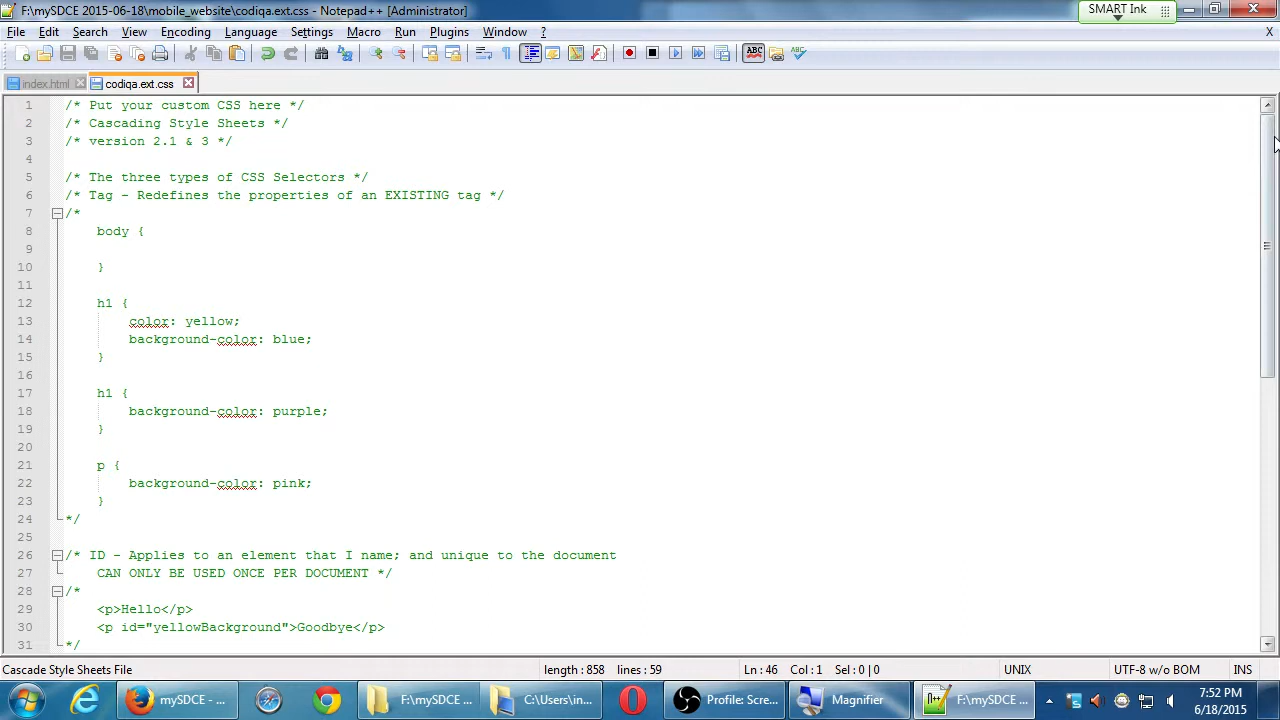 F:\mySDCE 2015-06-18\mobile_website\codiqa.ext.css - Notepad++ [Administrator]
SMART Ink
File Edit Search View Encoding Language Settings Macro Run Plugins Window ? X
index.html codiqa.ext.css
1 /* Put your custom CSS here */
2 /* Cascading Style Sheets */
3 /* version 2.1 & 3 */
4
5 /* The three types of CSS Selectors */
6 /* Tag - Redefines the properties of an EXISTING tag */
7 /*
8 body {
9
10 }
11
12 h1 {
13 color: yellow;
14 background-color: blue;
15 }
16
17 h1 {
18 background-color: purple;
19 }
20
21 p {
22 background-color: pink;
23 }
24 */
25
26 /* ID - Applies to an element that I name; and unique to the document
27 CAN ONLY BE USED ONCE PER DOCUMENT */
28 /*
29 <p>Hello</p>
30 <p id="yellowBackground">Goodbye</p>
31 */
Cascade Style Sheets File length : 858 lines : 59 Ln : 46 Col : 1 Sel : 0 | 0 UNIX UTF-8 w/o BOM INS
mySDCE - ... F:\mySDCE ... C:\Users\in... Profile: Scre... Magnifier F:\mySDCE ... 7:52 PM
6/18/2015